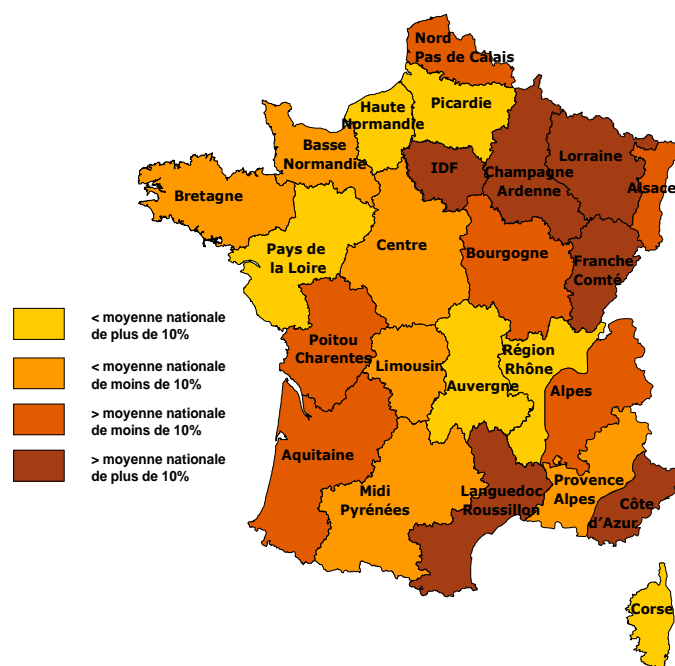 Nord
Pas de Calais
Haute
Normandie
Picardie
Basse
Normandie
IDF
Champagne
Ardenne
Lorraine
Alsace
Bretagne
Pays de
la Loire
Centre
Bourgogne
Franche
Comté
< moyenne nationale
de plus de 10%
< moyenne nationale
de moins de 10%
> moyenne nationale
de moins de 10%
> moyenne nationale
de plus de 10%
Poitou
Charentes
Limousin
Auvergne
Région
Rhône
Alpes
Aquitaine
Midi
Pyrénées
Languedoc
Roussillon
Provence
Alpes
Côte
d’Azur
Corse